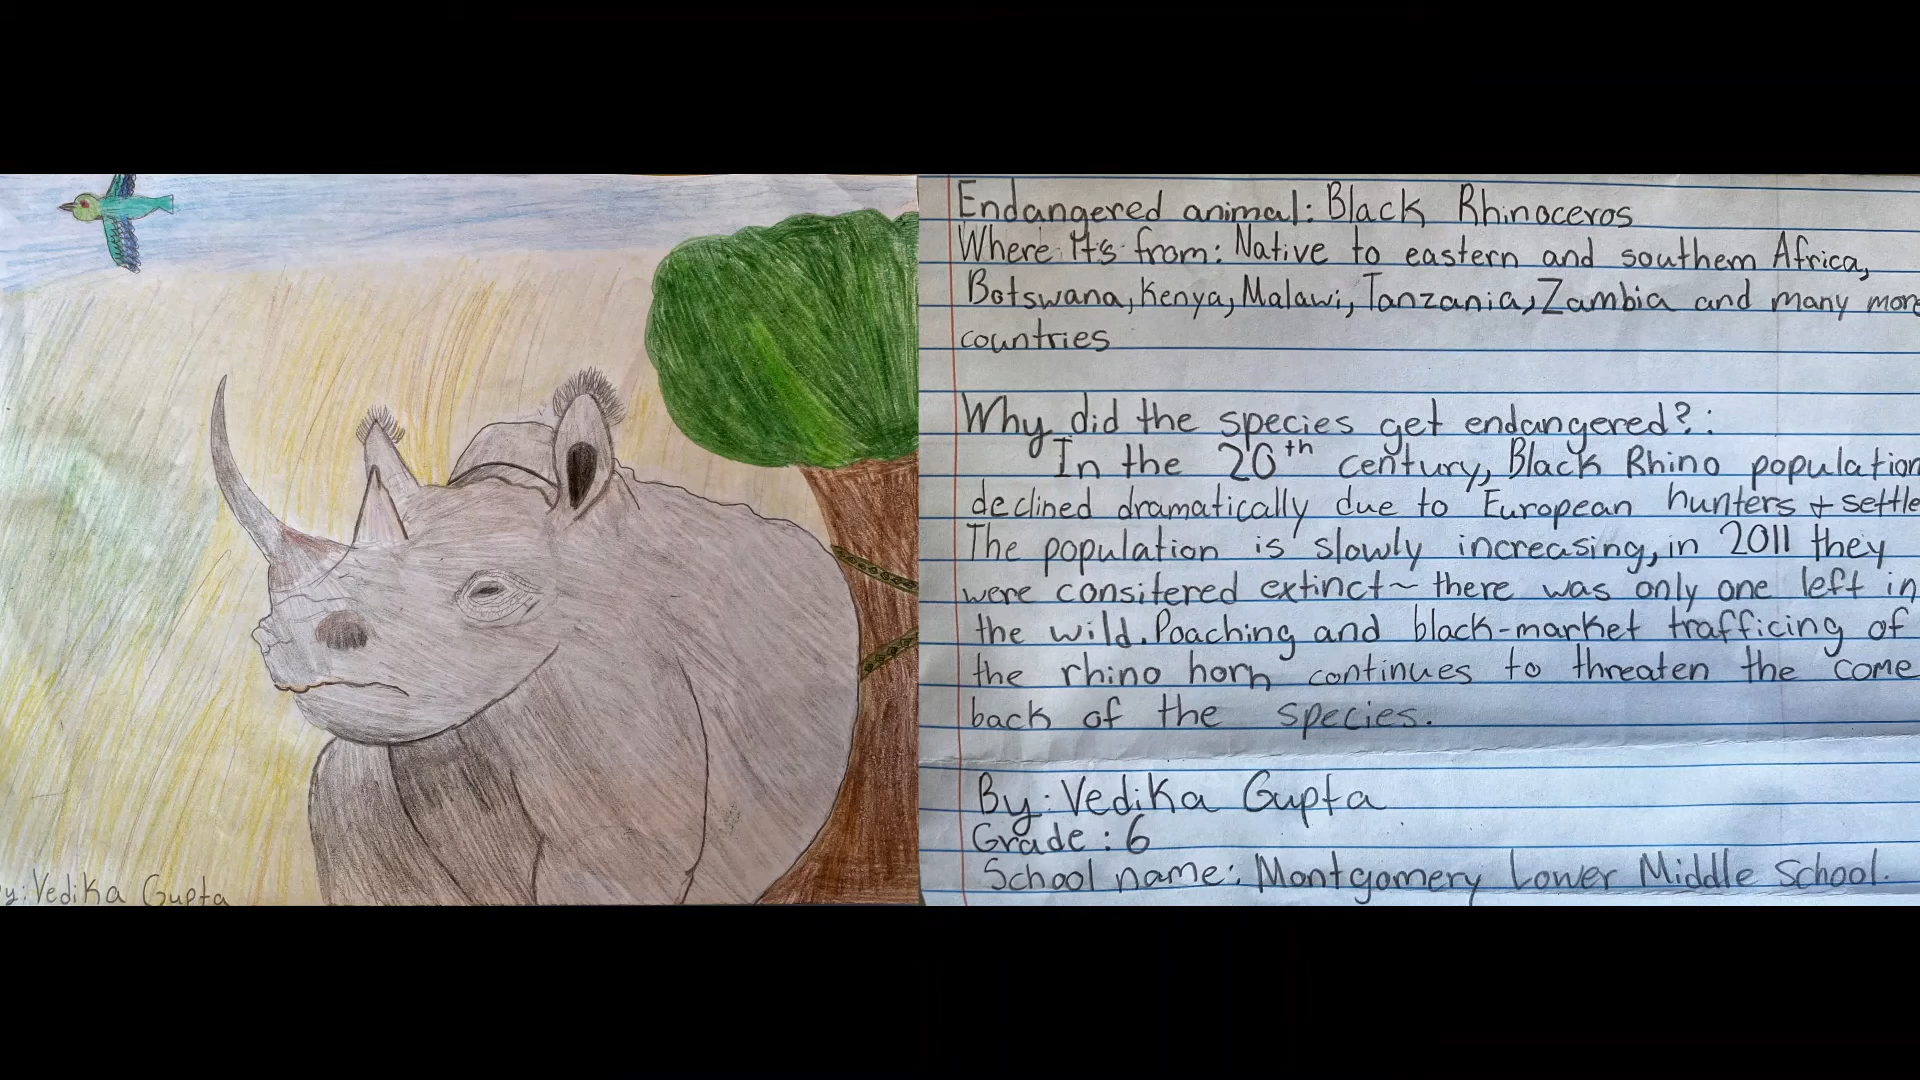 Endangered animal: Black Rhinoceros
Where It's from: Native to eastern and southern Africa,
Botswana, Kenya, Malawi, Tanzania, Zambia and many more
countries
Why did the species get endangered?:
In the 20th century, Black Rhino population
declined dramatically due to European hunters + settle
The population is slowly increasing, in 2011 they
were consitered extinct~ there was only one left in
the wild. Poaching and black-market trafficing of
the rhino horn continues to threaten the come
back of the species.
By: Vedika Gupta
Grade: 6
School name: Montgomery Lower Middle School.
y: Vedika Gupta